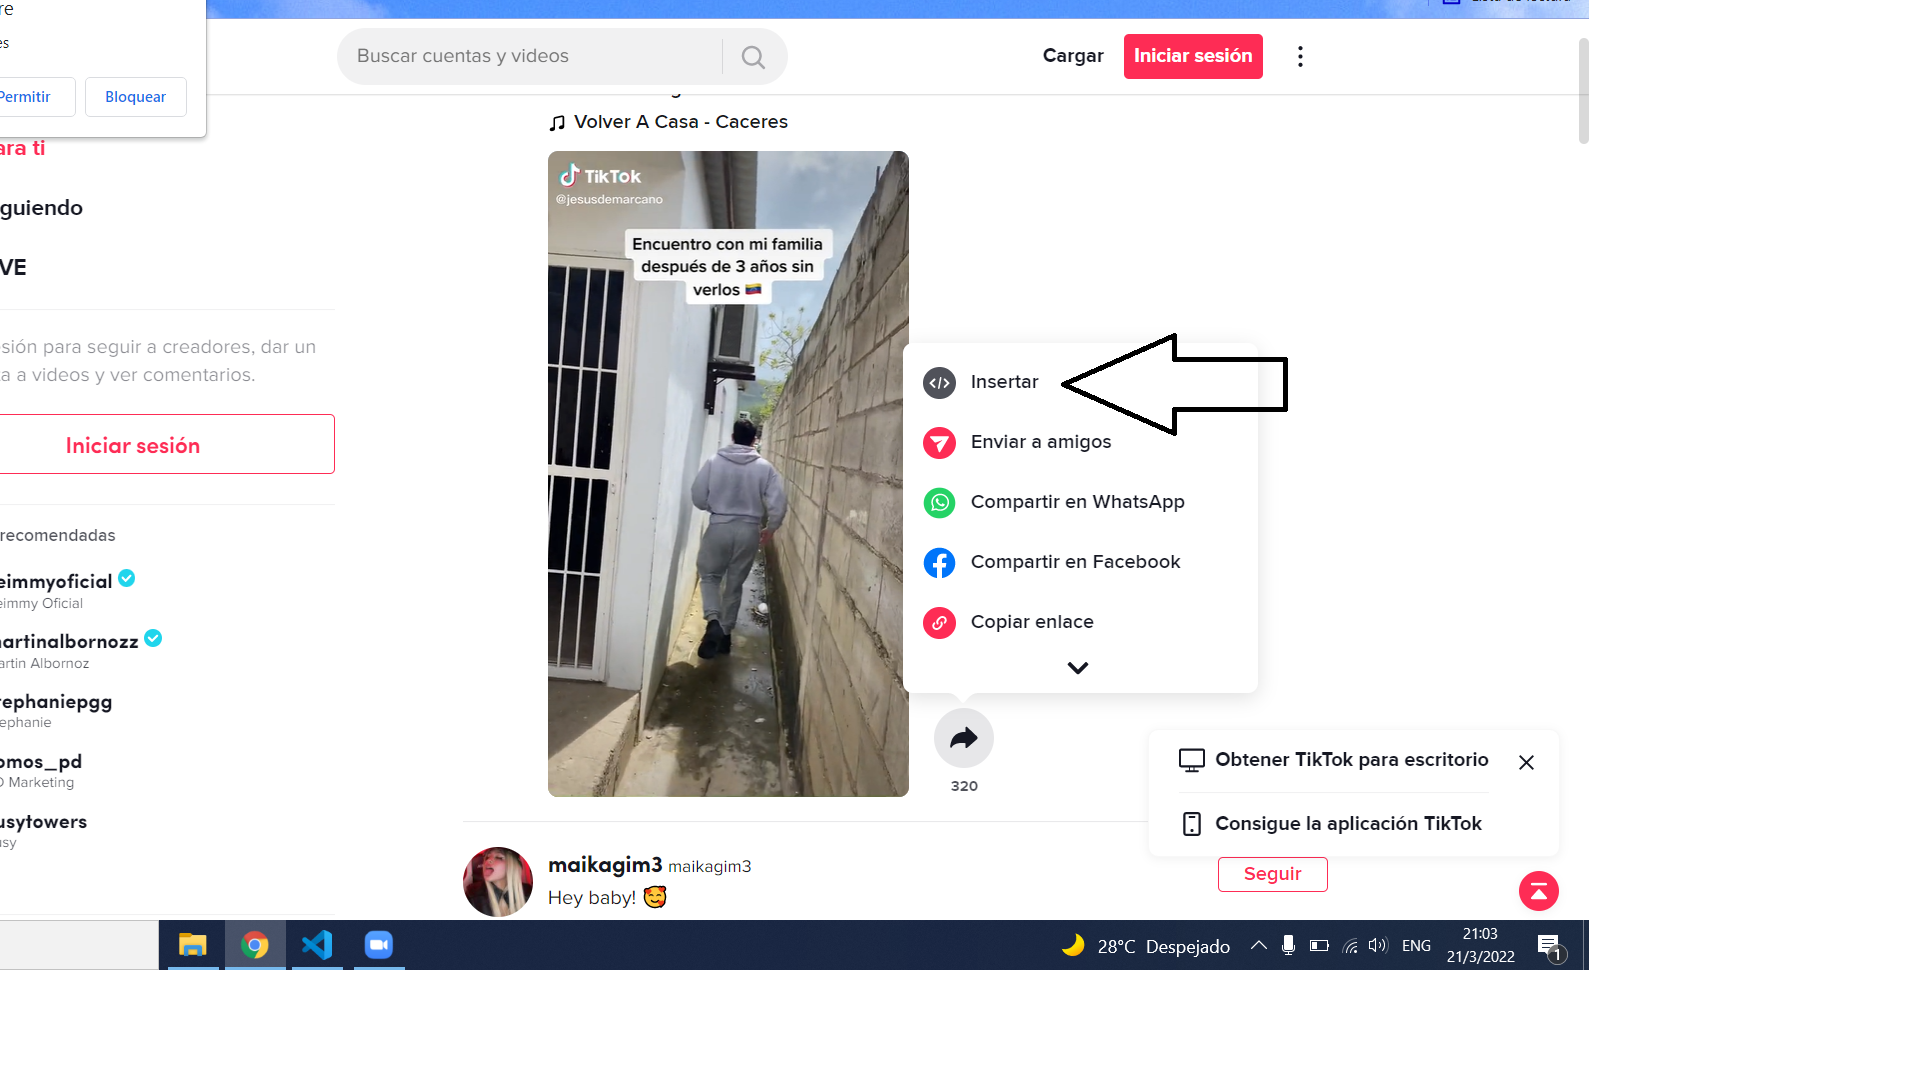 re
es
Permitir
Bloquear
Buscar cuentas y videos
Cargar
Iniciar sesión
ara ti
guiendo
VE
sión para seguir a creadores, dar un
ta a videos y ver comentarios.
Iniciar sesión
recomendadas
eimmyoficial
eimmy Oficial
artinalbornozz
artin Albornoz
tephaniepgg
ephanie
omos_pd
D Marketing
usytowers
usy
Volver A Casa - Caceres
TikTok
@jesusdemarcano
Encuentro con mi familia
después de 3 años sin
verlos
Insertar
Enviar a amigos
Compartir en WhatsApp
Compartir en Facebook
Copiar enlace
320
Obtener TikTok para escritorio
Consigue la aplicación TikTok
maikagim3 maikagim3
Hey baby!
Seguir
28°C Despejado
ENG
21:03
21/3/2022
1